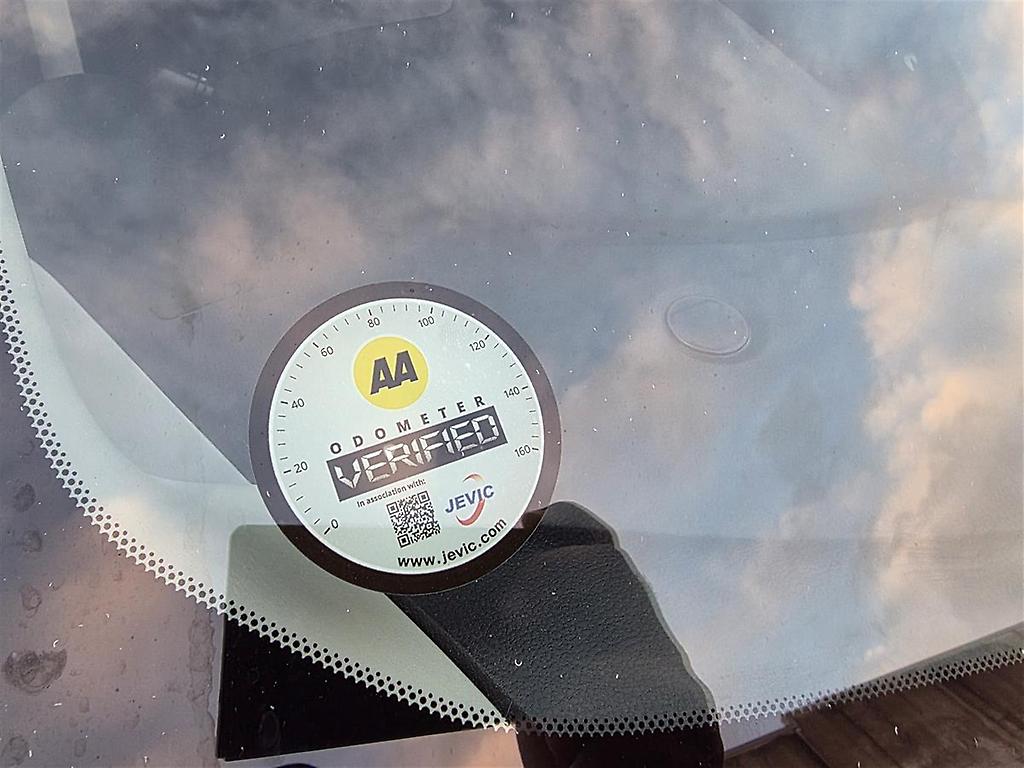 0
20
40
60
80
100
120
140
160
AA
ODOMETER
VERIFIED
In association with:
JEVIC
www.jevic.com